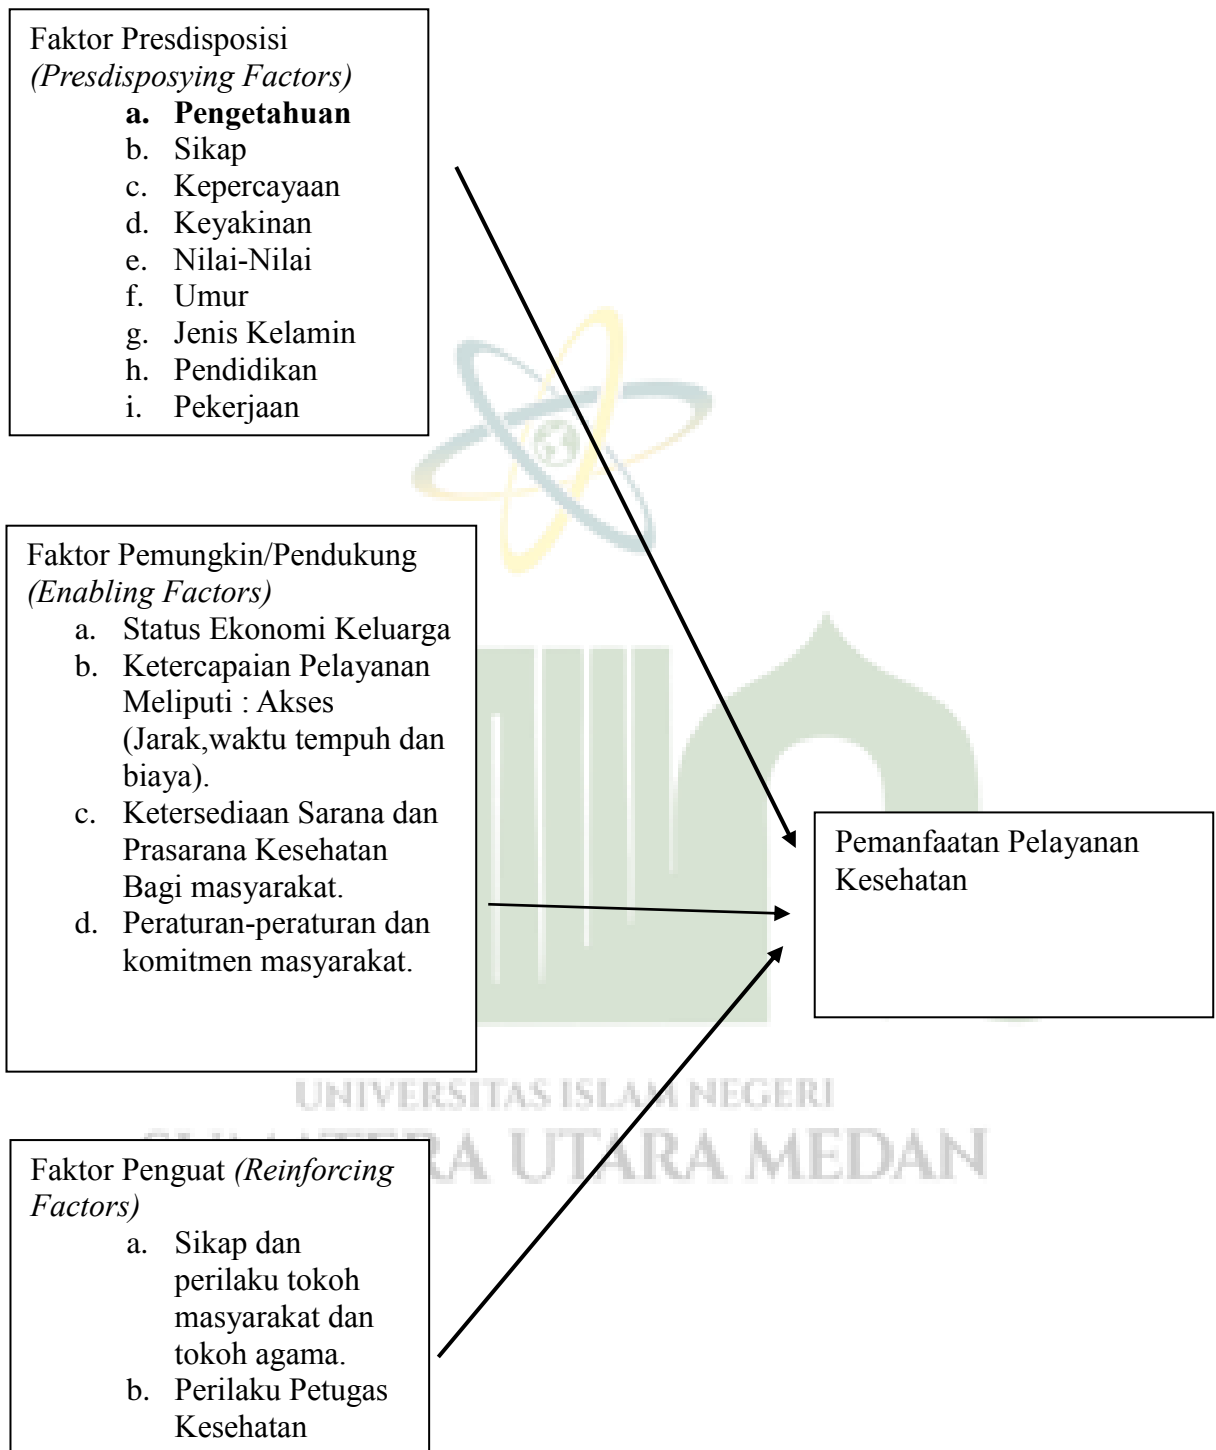 Faktor Presdisposisi
(Presdisposying Factors)
a. Pengetahuan
b. Sikap
c. Kepercayaan
d. Keyakinan
e. Nilai-Nilai
f. Umur
g. Jenis Kelamin
h. Pendidikan
i. Pekerjaan
Faktor Pemungkin/Pendukung
(Enabling Factors)
a. Status Ekonomi Keluarga
b. Ketercapaian Pelayanan
Meliputi : Akses
(Jarak,waktu tempuh dan
biaya).
c. Ketersediaan Sarana dan
Prasarana Kesehatan
Bagi masyarakat.
d. Peraturan-peraturan dan
komitmen masyarakat.
Pemanfaatan Pelayanan
Kesehatan
UNIVERSITAS ISLAM NEGERI
UTARA MEDAN
Faktor Penguat (Reinforcing
Factors)
a. Sikap dan
perilaku tokoh
masyarakat dan
tokoh agama.
b. Perilaku Petugas
Kesehatan